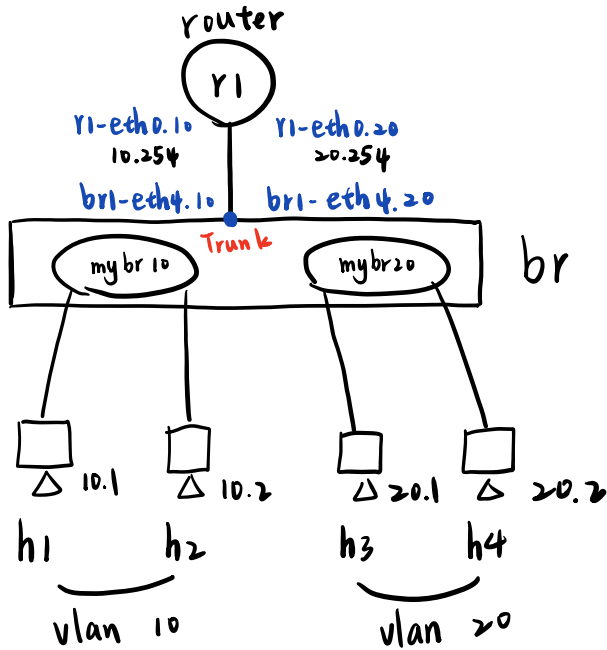 router
r1
r1-eth0.10 r1-eth0.20
10.254 20.254
br1-eth4.10 br1-eth4.20
Trunk
mybr10 mybr20
br
10.1 10.2 20.1 20.2
h1 h2 h3 h4
vlan 10 vlan 20